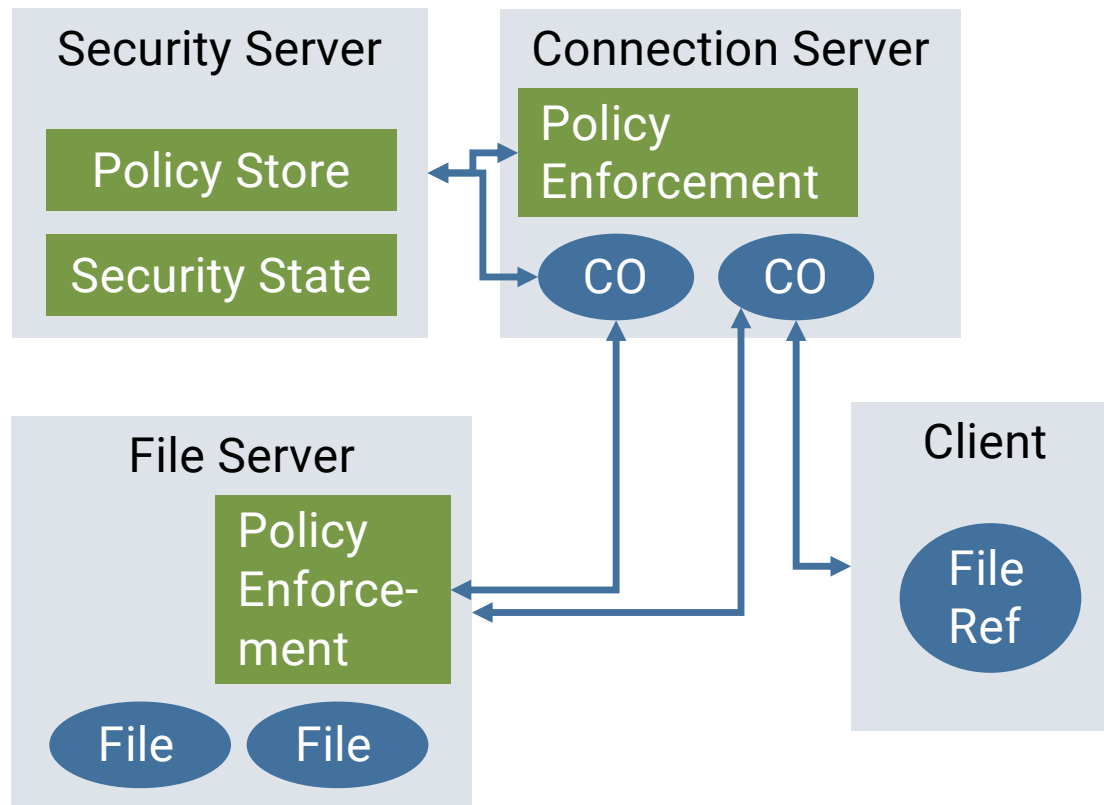 Security Server
Policy Store
Security State
Connection Server
Policy
Enforcement
CO
CO
File Server
Policy
Enforce-
ment
File
File
Client
File
Ref